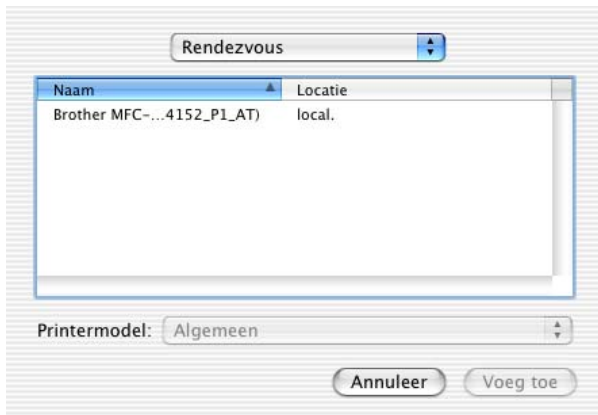 Rendezvous
Naam Locatie
Brother MFC-...4152_P1_AT) local.
Printermodel: Algemeen
Annuleer Voeg toe